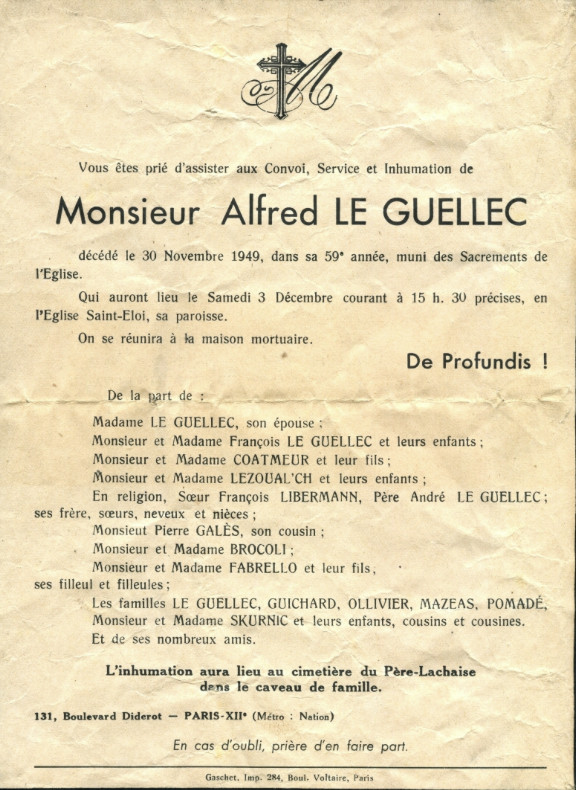 M
Vous êtes prié d'assister aux Convoi, Service et Inhumation de
Monsieur Alfred LE GUELLEC
décédé le 30 Novembre 1949, dans sa 59e année, muni des Sacrements de
l'Eglise.
Qui auront lieu le Samedi 3 Décembre courant à 15 h. 30 précises, en
l'Eglise Saint-Eloi, sa paroisse.
On se réunira à la maison mortuaire.
De Profundis !
De la part de :
Madame LE GUELLEC, son épouse ;
Monsieur et Madame François LE GUELLEC et leurs enfants ;
Monsieur et Madame COATMEUR et leur fils ;
Monsieur et Madame LEZOUAL'CH et leurs enfants ;
En religion, Sœur François LIBERMANN, Père André LE GUELLEC ;
ses frère, sœurs, neveux et nièces ;
Monsieut Pierre GALÈS, son cousin ;
Monsieur et Madame BROCOLI ;
Monsieur et Madame FABRELLO et leur fils,
ses filleul et filleules ;
Les familles LE GUELLEC, GUICHARD, OLLIVIER, MAZEAS, POMADÉ,
Monsieur et Madame SKURNIC et leurs enfants, cousins et cousines.
Et de ses nombreux amis.
L'inhumation aura lieu au cimetière du Père-Lachaise
dans le caveau de famille.
131, Boulevard Diderot — PARIS-XIIe (Métro : Nation)
En cas d'oubli, prière d'en faire part.
Gaschet, Imp. 284, Boul. Voltaire, Paris